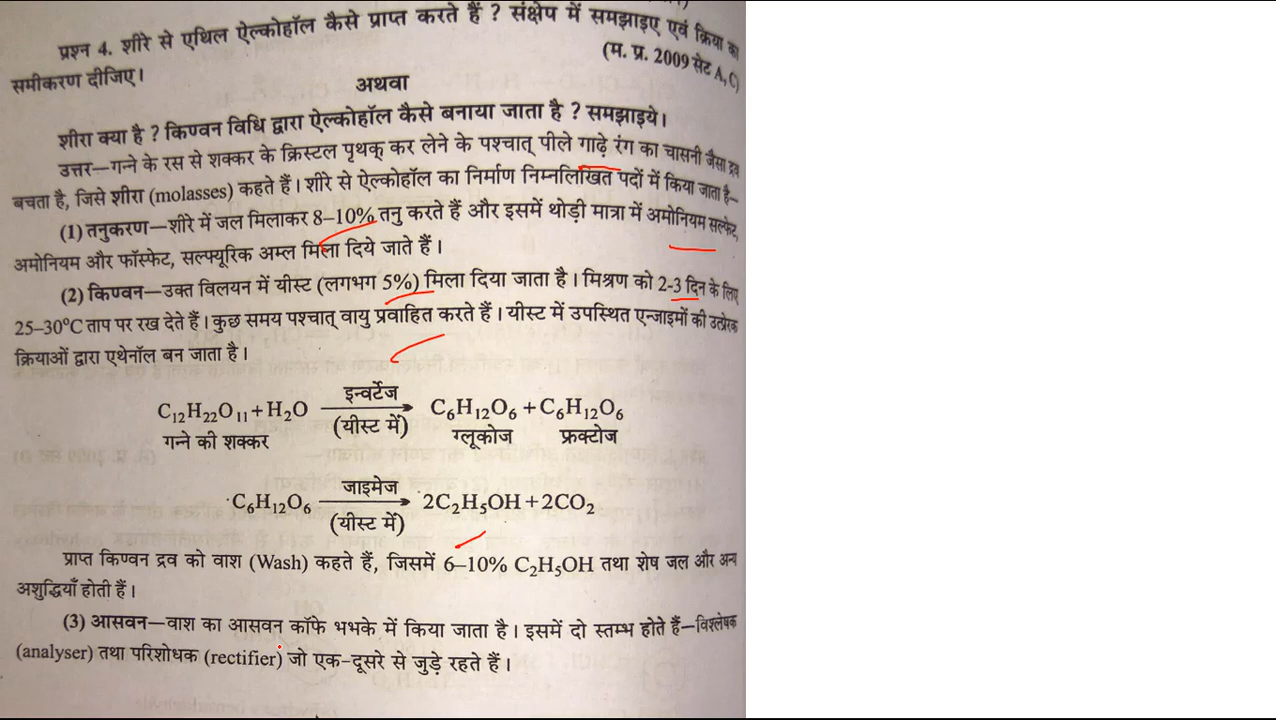 प्रश्न 4. शीरे से एथिल ऐल्कोहॉल कैसे प्राप्त करते हैं ? संक्षेप में समझाइए एवं क्रिया का
समीकरण दीजिए।
(म. प्र. 2009 सेट A, C)
अथवा
शीरा क्या है ? किण्वन विधि द्वारा ऐल्कोहॉल कैसे बनाया जाता है ? समझाइये।
उत्तर—गन्ने के रस से शक्कर के क्रिस्टल पृथक् कर लेने के पश्चात् पीले गाढ़े रंग का चासनी जैसा द्रव
बचता है, जिसे शीरा (molasses) कहते हैं। शीरे से ऐल्कोहॉल का निर्माण निम्नलिखित पदों में किया जाता है—
(1) तनुकरण—शीरे में जल मिलाकर 8–10% तनु करते हैं और इसमें थोड़ी मात्रा में अमोनियम सल्फेट,
अमोनियम और फॉस्फेट, सल्फ्यूरिक अम्ल मिला दिये जाते हैं।
(2) किण्वन—उक्त विलयन में यीस्ट (लगभग 5%) मिला दिया जाता है। मिश्रण को 2-3 दिन के लिए
25–30°C ताप पर रख देते हैं। कुछ समय पश्चात् वायु प्रवाहित करते हैं। यीस्ट में उपस्थित एन्जाइमों की उत्प्रेरक
क्रियाओं द्वारा एथेनॉल बन जाता है।
इन्वर्टेज
C₁₂H₂₂O₁₁ + H₂O ⟶ C₆H₁₂O₆ + C₆H₁₂O₆
(यीस्ट में)
गन्ने की शक्कर ग्लूकोज फ्रक्टोज
जाइमेज
C₆H₁₂O₆ ⟶ 2C₂H₅OH + 2CO₂
(यीस्ट में)
प्राप्त किण्वन द्रव को वाश (Wash) कहते हैं, जिसमें 6–10% C₂H₅OH तथा शेष जल और अन्य
अशुद्धियाँ होती हैं।
(3) आसवन—वाश का आसवन कॉफे भभके में किया जाता है। इसमें दो स्तम्भ होते हैं—विश्लेषक
(analyser) तथा परिशोधक (rectifier) जो एक-दूसरे से जुड़े रहते हैं।